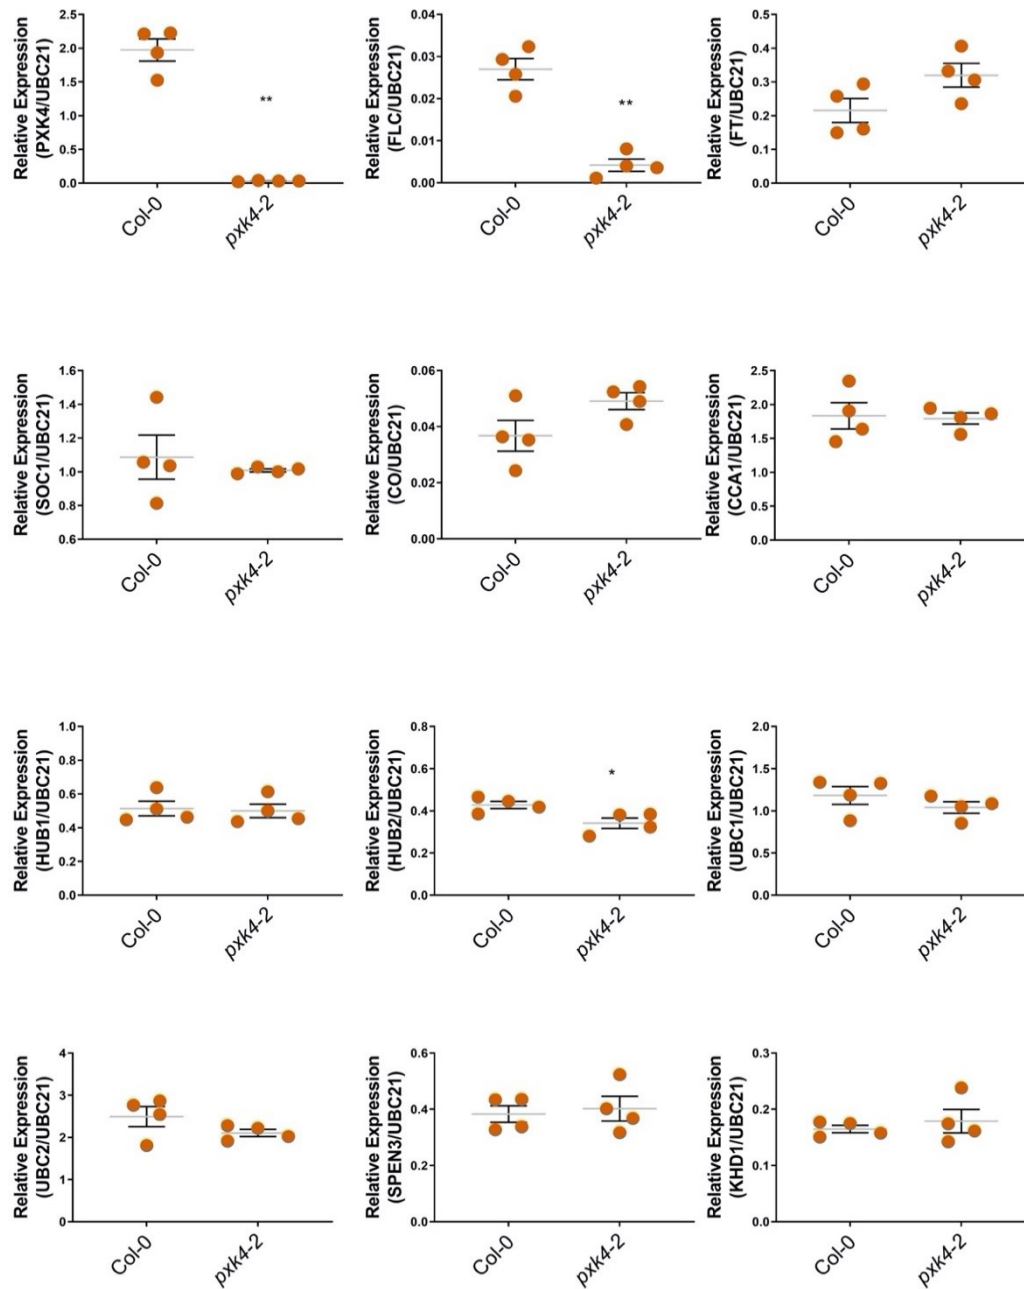 Relative Expression
(PXK4/UBC21)
2.5
2.0
1.5
1.0
0.5
0.0
**
Col-0
pxk4-2
Relative Expression
(FLC/UBC21)
0.04
0.03
0.02
0.01
0.00
**
Col-0
pxk4-2
Relative Expression
(FT/UBC21)
0.5
0.4
0.3
0.2
0.1
0.0
Col-0
pxk4-2
Relative Expression
(SOC1/UBC21)
1.6
1.4
1.2
1.0
0.8
0.6
Col-0
pxk4-2
Relative Expression
(CO/UBC21)
0.06
0.04
0.02
0.00
Col-0
pxk4-2
Relative Expression
(CCA1/UBC21)
2.5
2.0
1.5
1.0
0.5
0.0
Col-0
pxk4-2
Relative Expression
(HUB1/UBC21)
1.0
0.8
0.6
0.4
0.2
0.0
Col-0
pxk4-2
Relative Expression
(HUB2/UBC21)
0.8
0.6
0.4
0.2
0.0
*
Col-0
pxk4-2
Relative Expression
(UBC1/UBC21)
2.0
1.5
1.0
0.5
0.0
Col-0
pxk4-2
Relative Expression
(UBC2/UBC21)
4
3
2
1
0
Col-0
pxk4-2
Relative Expression
(SPEN3/UBC21)
0.6
0.4
0.2
0.0
Col-0
pxk4-2
Relative Expression
(KHD1/UBC21)
0.3
0.2
0.1
0.0
Col-0
pxk4-2